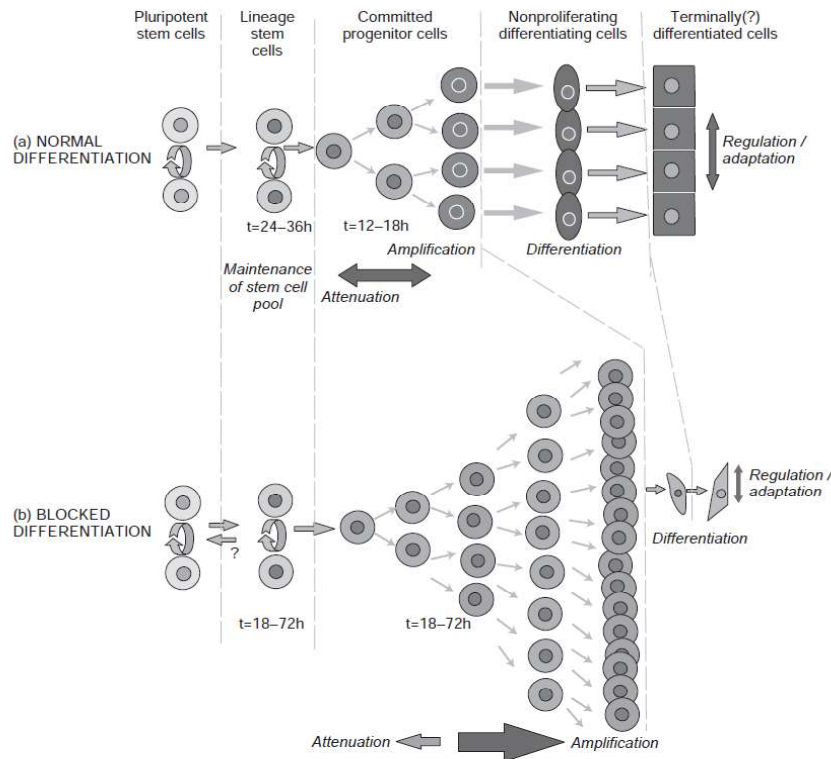 Pluripotent
stem cells
Lineage
stem
cells
Committed
progenitor cells
Nonproliferating
differentiating cells
Terminally(?)
differentiated cells
(a) NORMAL
DIFFERENTIATION
Regulation /
adaptation
t=24–36h
t=12–18h
Amplification
Differentiation
Maintenance
of stem cell
pool
Attenuation
(b) BLOCKED
DIFFERENTIATION
?
Regulation /
adaptation
Differentiation
t=18–72h
t=18–72h
Attenuation
Amplification